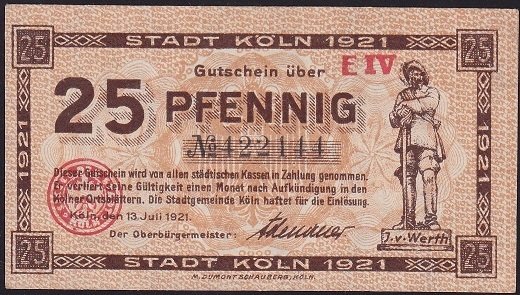 25 STADT KÖLN 1921 25
Gutschein über
E IV
25 PFENNIG
1921
1921
№ 422144
Dieser Gutschein wird von allen städtischen Kassen in Zahlung genommen,
er verliert seine Gültigkeit einen Monat nach Aufkündigung in den
Kölner Ortsblättern. Die Stadtgemeinde Köln haftet für die Einlösung.
Köln, den 13 Juli 1921.
Der Oberbürgermeister:
Adenauer
J. v. Werth
25 STADT KÖLN 1921 25
M. DUMONT SCHAUBERG, KÖLN.